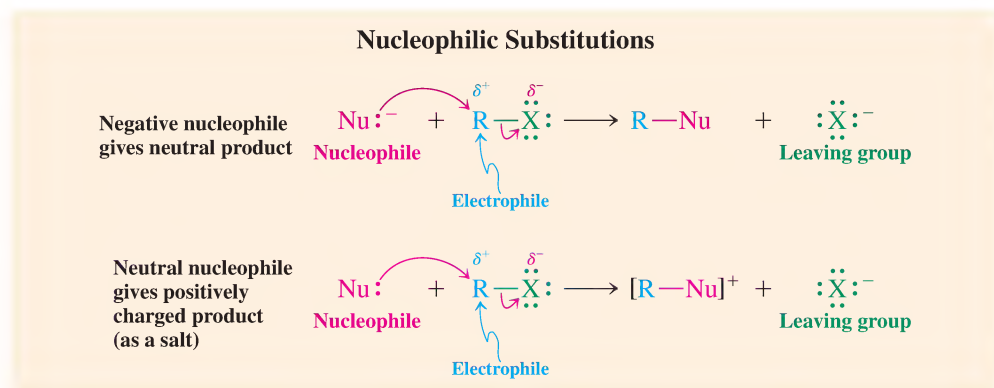 Nucleophilic Substitutions
δ+ δ−
Negative nucleophile
gives neutral product
Nu:− + R—X: ⟶ R—Nu + :X:−
Nucleophile
Leaving group
Electrophile
δ+ δ−
Neutral nucleophile
gives positively
charged product
(as a salt)
Nu: + R—X: ⟶ [R—Nu]+ + :X:−
Nucleophile
Leaving group
Electrophile